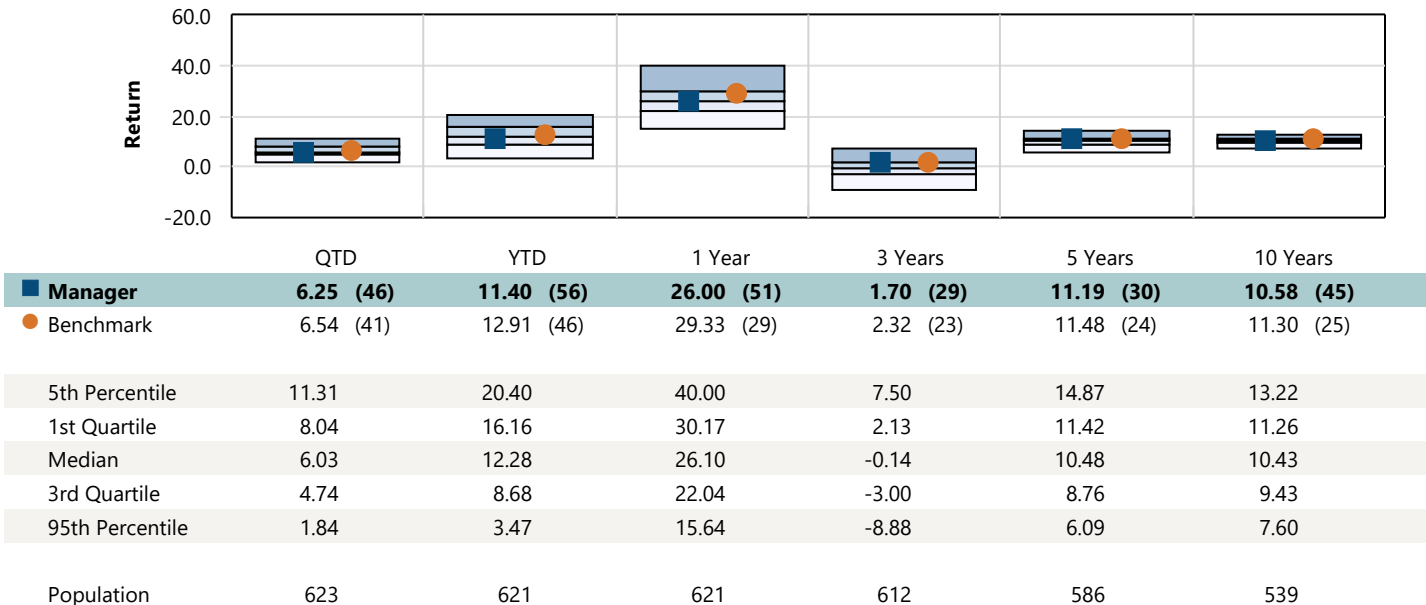 60.0
40.0
20.0
0.0
-20.0
Return
QTD YTD 1 Year 3 Years 5 Years 10 Years
Manager 6.25 (46) 11.40 (56) 26.00 (51) 1.70 (29) 11.19 (30) 10.58 (45)
Benchmark 6.54 (41) 12.91 (46) 29.33 (29) 2.32 (23) 11.48 (24) 11.30 (25)
5th Percentile 11.31 20.40 40.00 7.50 14.87 13.22
1st Quartile 8.04 16.16 30.17 2.13 11.42 11.26
Median 6.03 12.28 26.10 -0.14 10.48 10.43
3rd Quartile 4.74 8.68 22.04 -3.00 8.76 9.43
95th Percentile 1.84 3.47 15.64 -8.88 6.09 7.60
Population 623 621 621 612 586 539